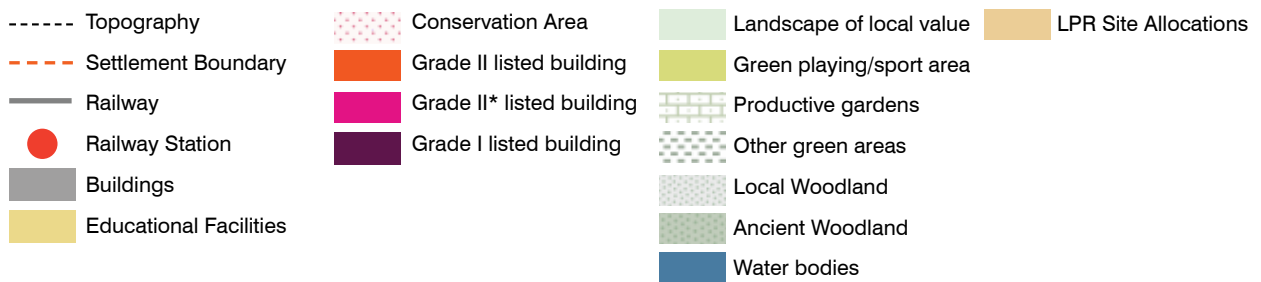 Topography
Settlement Boundary
Railway
Railway Station
Buildings
Educational Facilities
Conservation Area
Grade II listed building
Grade II* listed building
Grade I listed building
Landscape of local value
Green playing/sport area
Productive gardens
Other green areas
Local Woodland
Ancient Woodland
Water bodies
LPR Site Allocations